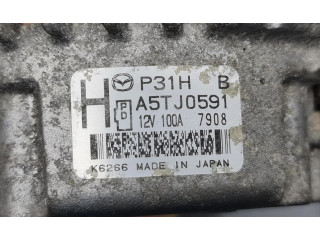 P31H B
H A5TJ0591
12V 100A 7908
K6266 MADE IN JAPAN